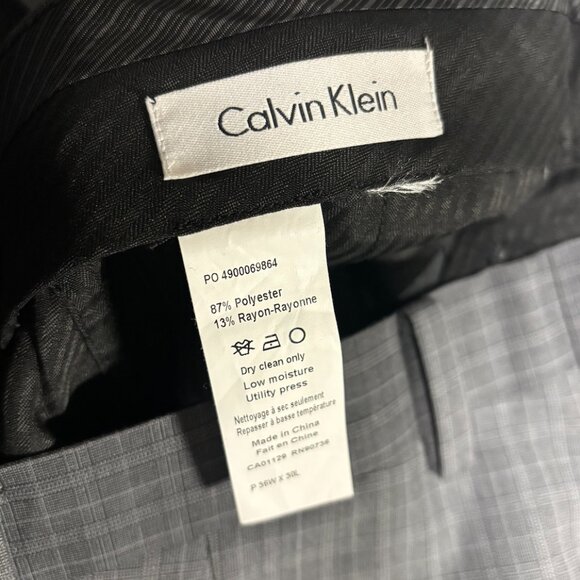 Calvin Klein
PO 4900069864
87% Polyester
13% Rayon-Rayonne
Dry clean only
Low moisture
Utility press
Nettoyage à sec seulement
Repasser à basse température
Made in China
Fait en Chine
CA01129 RN90736
P 36W X 30L